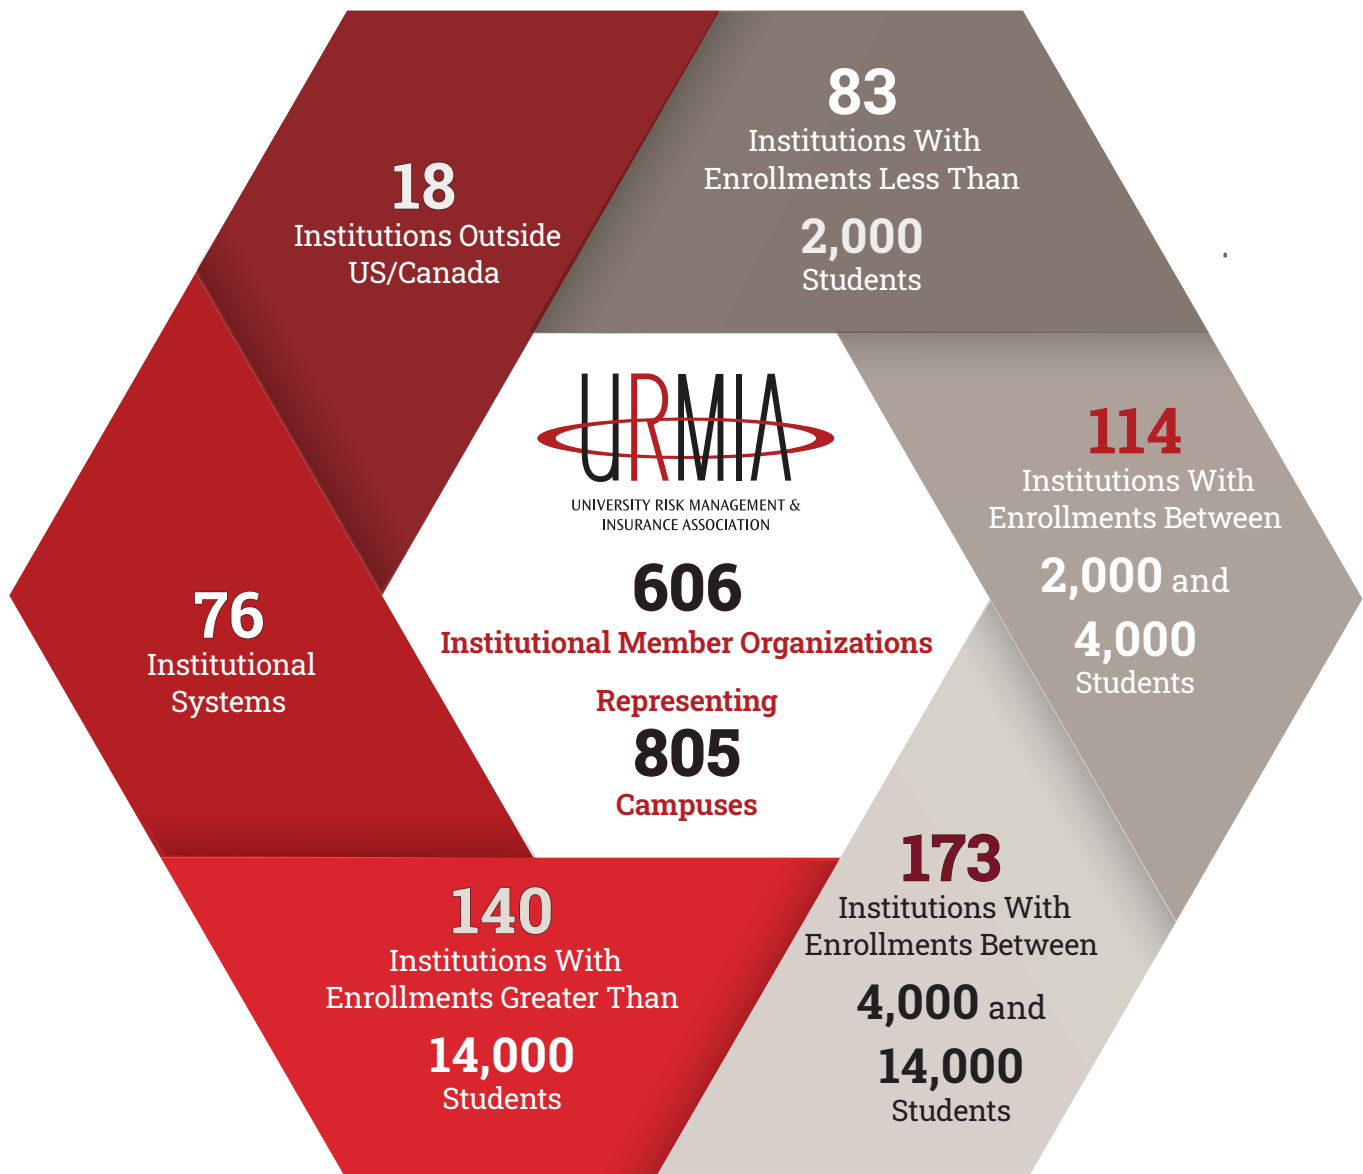 83
Institutions With
Enrollments Less Than
2,000
Students
18
Institutions Outside
US/Canada
URMIA
UNIVERSITY RISK MANAGEMENT &
INSURANCE ASSOCIATION
606
Institutional Member Organizations
Representing
805
Campuses
114
Institutions With
Enrollments Between
2,000 and
4,000
Students
76
Institutional
Systems
173
Institutions With
Enrollments Between
4,000 and
14,000
Students
140
Institutions With
Enrollments Greater Than
14,000
Students